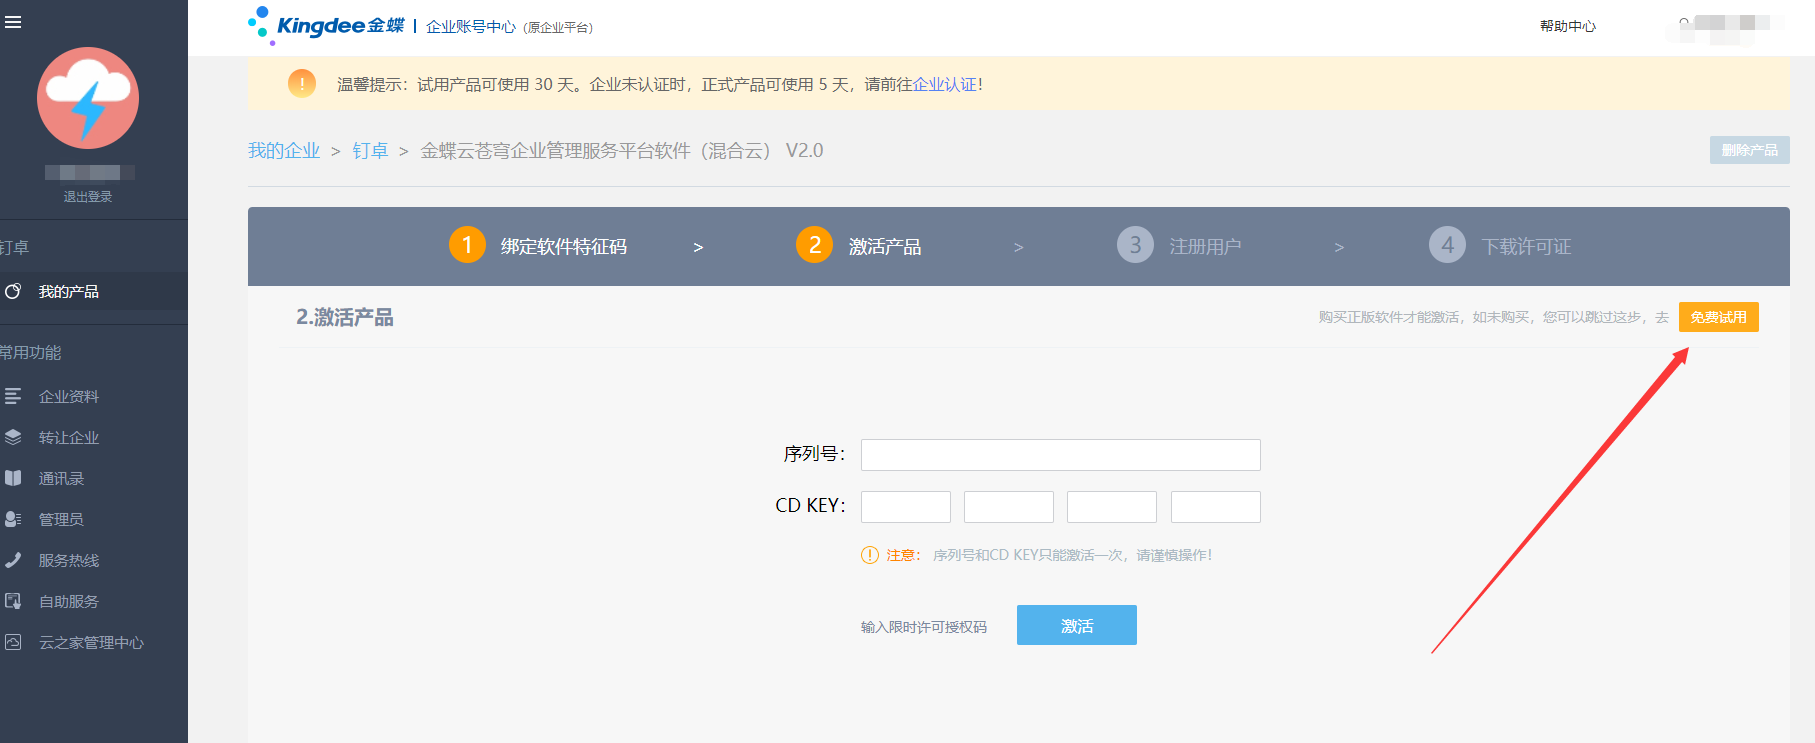 Kingdee金蝶 | 企业账号中心 (原企业平台)
帮助中心
退出登录
钉卓
我的产品
常用功能
企业资料
转让企业
通讯录
管理员
服务热线
自助服务
云之家管理中心
温馨提示：试用产品可使用 30 天。企业未认证时，正式产品可使用 5 天，请前往企业认证！
我的企业 > 钉卓 > 金蝶云苍穹企业管理服务平台软件（混合云） V2.0
删除产品
1 绑定软件特征码 > 2 激活产品 > 3 注册用户 > 4 下载许可证
2.激活产品
购买正版软件才能激活，如未购买，您可以跳过这步，去 免费试用
序列号：
CD KEY：
注意： 序列号和CD KEY只能激活一次，请谨慎操作！
输入限时许可授权码
激活